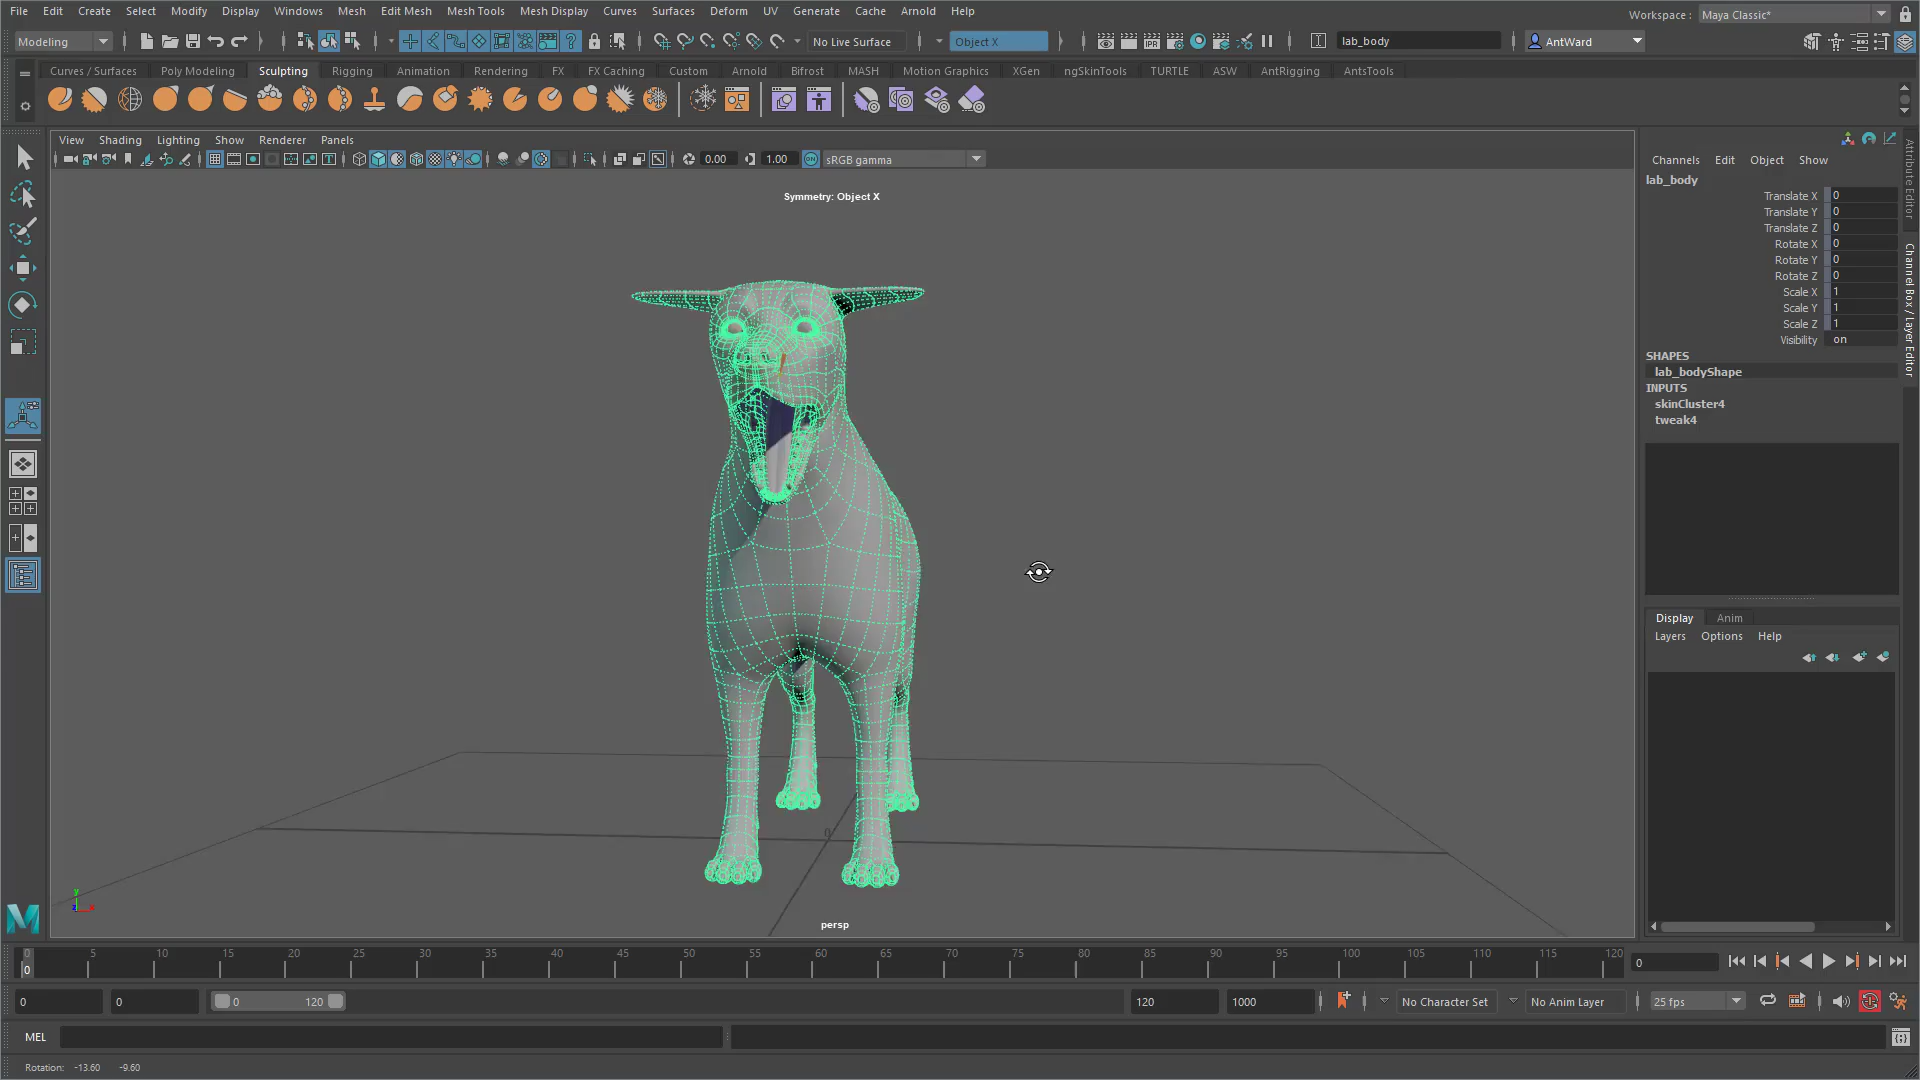 File Edit Create Select Modify Display Windows Mesh Edit Mesh Mesh Tools Mesh Display Curves Surfaces Deform UV Generate Cache Arnold Help
Workspace : Maya Classic*
Modeling No Live Surface Object X lab_body AntWard
Curves / Surfaces Poly Modeling Sculpting Rigging Animation Rendering FX FX Caching Custom Arnold Bifrost MASH Motion Graphics XGen ngSkinTools TURTLE ASW AntRigging AntsTools
View Shading Lighting Show Renderer Panels
0.00 1.00 sRGB gamma
Symmetry: Object X
persp
Channels Edit Object Show
lab_body
Translate X 0
Translate Y 0
Translate Z 0
Rotate X 0
Rotate Y 0
Rotate Z 0
Scale X 1
Scale Y 1
Scale Z 1
Visibility on
SHAPES
lab_bodyShape
INPUTS
skinCluster4
tweak4
Attribute Editor
Channel Box / Layer Editor
Display Anim
Layers Options Help
0 5 10 15 20 25 30 35 40 45 50 55 60 65 70 75 80 85 90 95 100 105 110 115 120
0 0
0 0 0 120 120 1000 No Character Set No Anim Layer 25 fps
MEL
Rotation: -13.60 -9.60